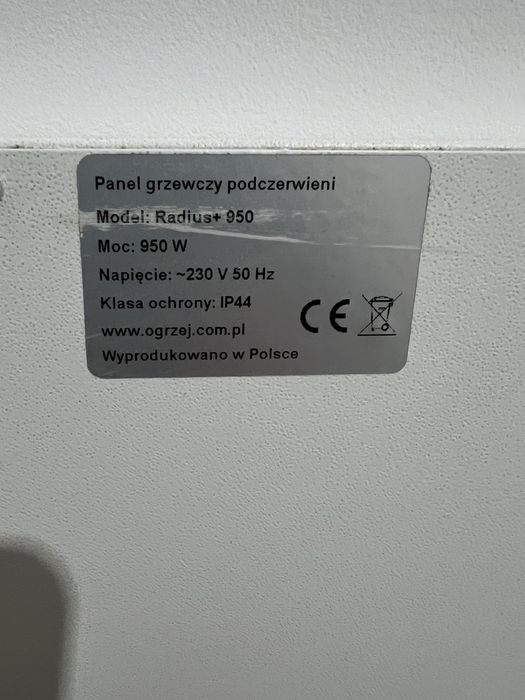 Panel grzewczy podczerwieni
Model: Radius+ 950
Moc: 950 W
Napięcie: ~230 V 50 Hz
Klasa ochrony: IP44
www.ogrzej.com.pl
Wyprodukowano w Polsce
CE